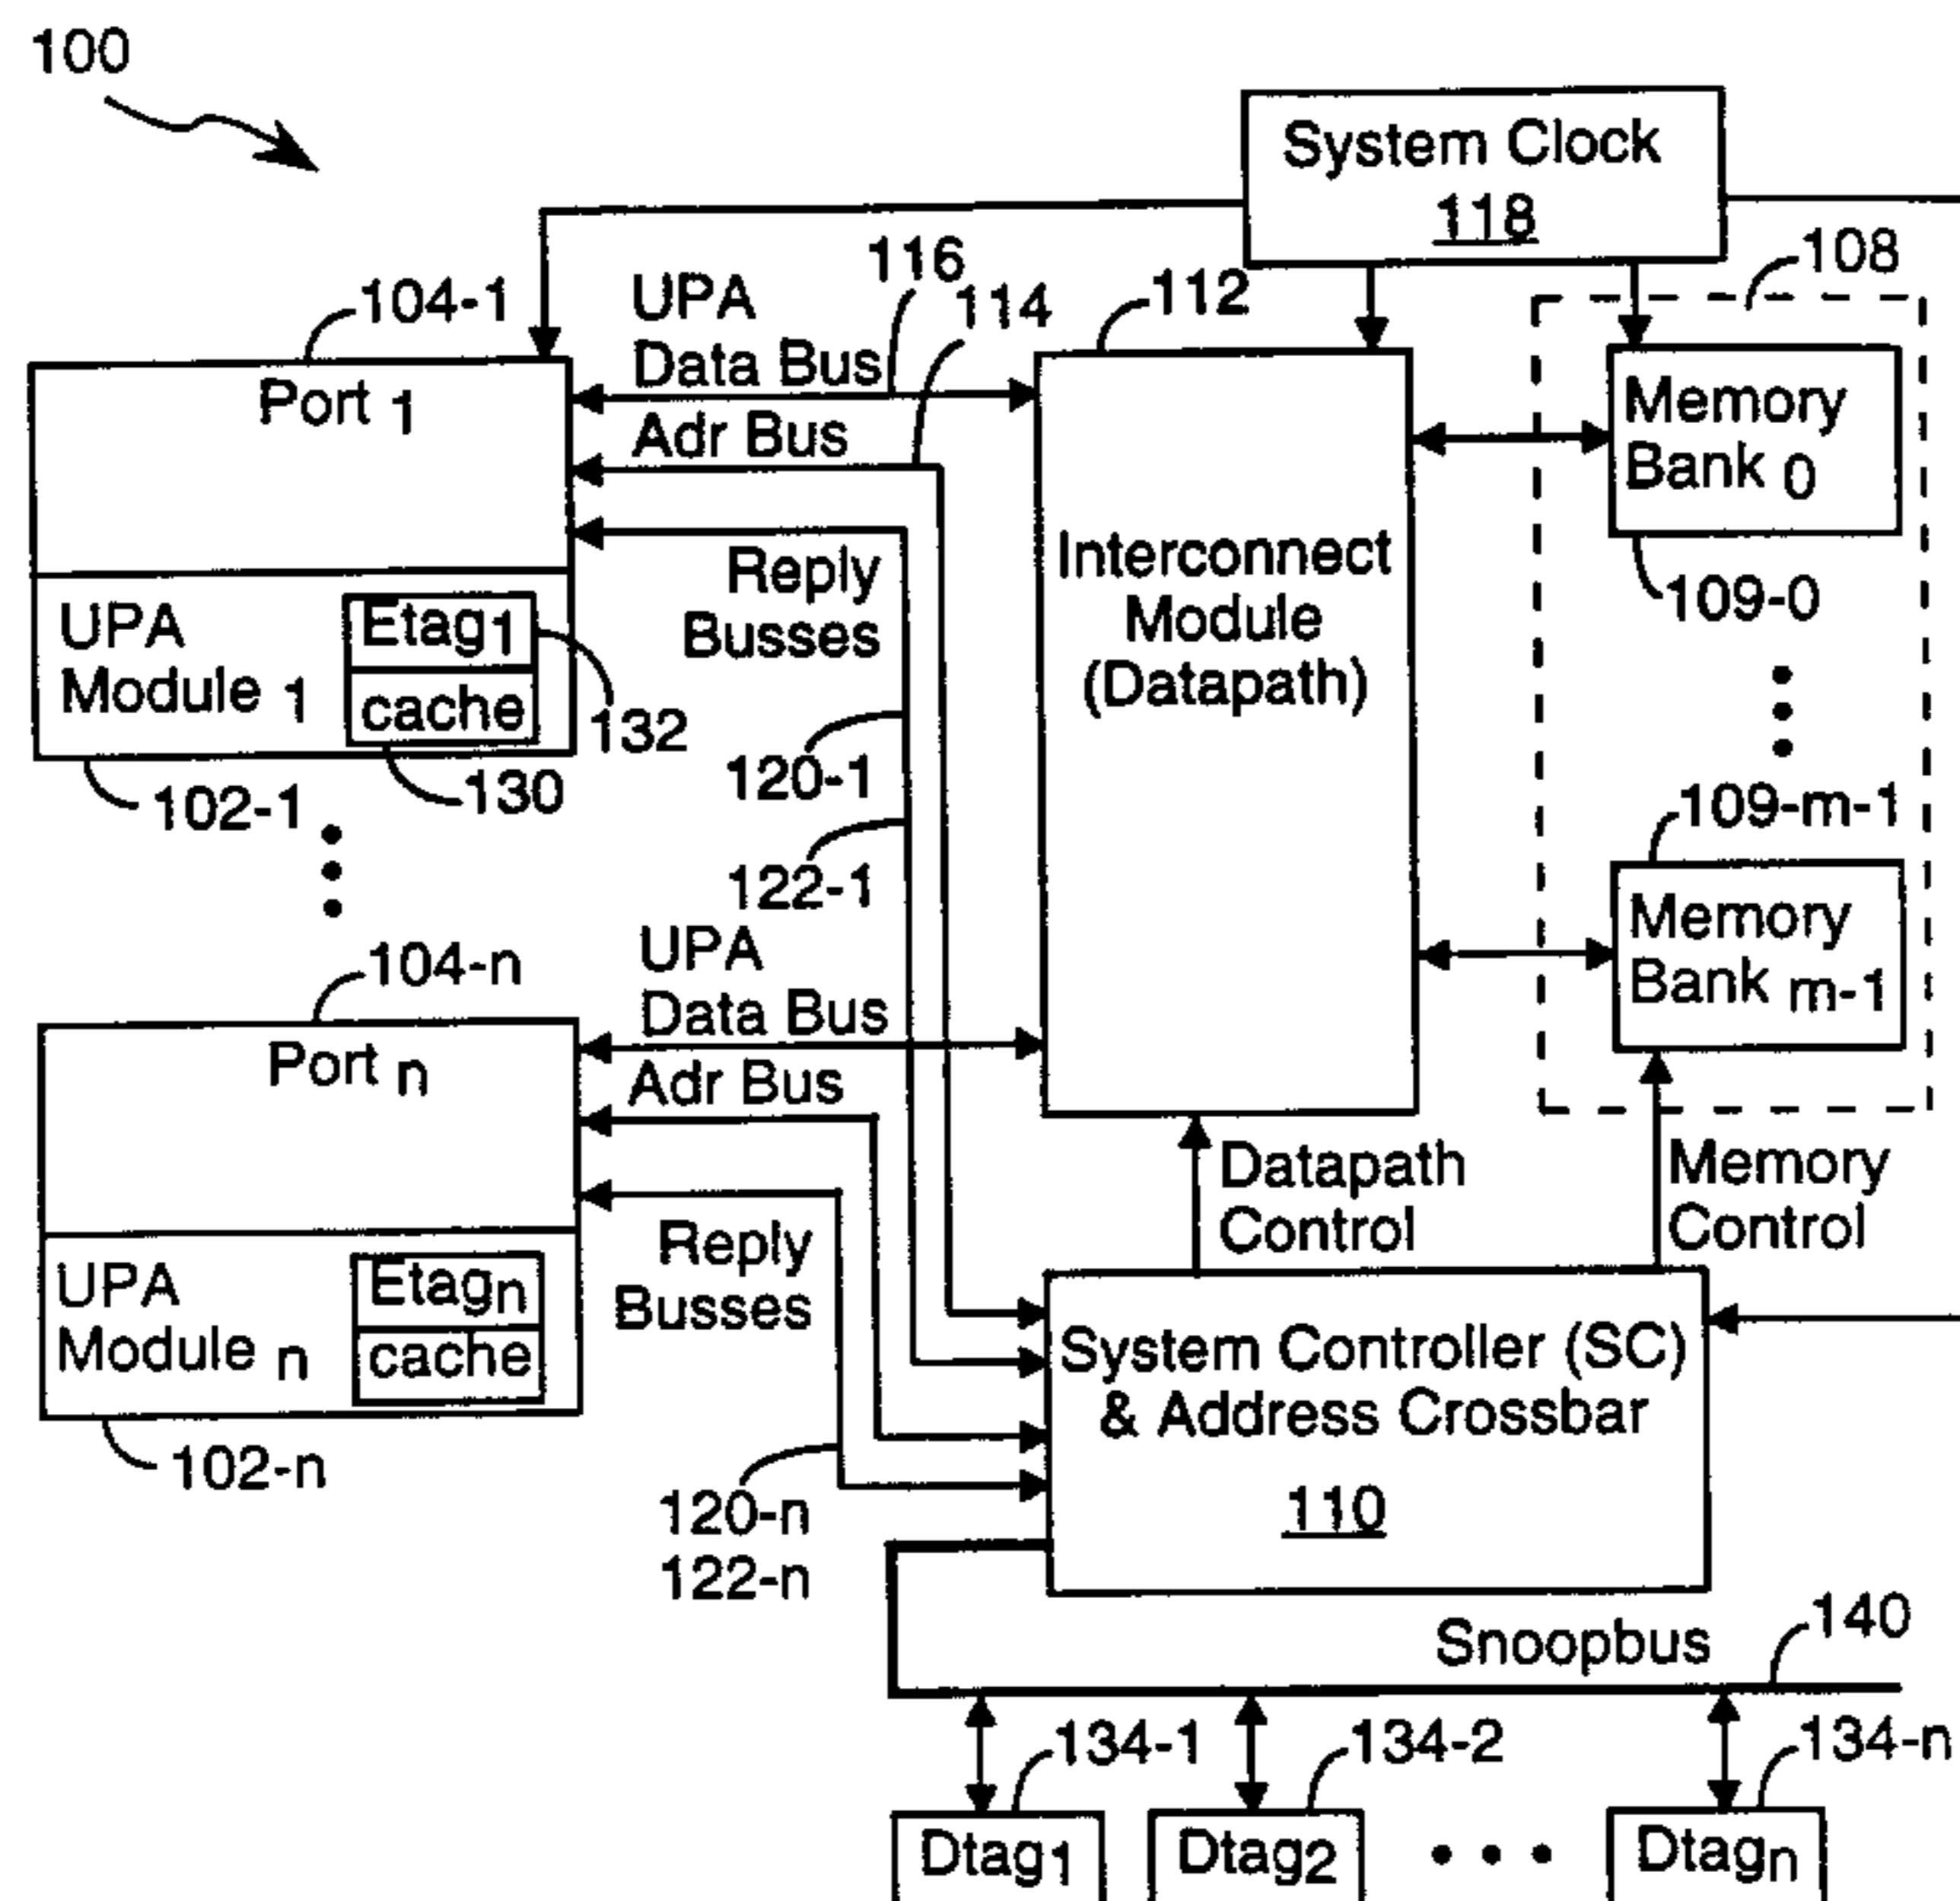 100
System Clock
118
108
116
114
112
104-1
UPA
Data Bus
Adr Bus
Port 1
Memory
Bank 0
109-0
Reply
Busses
Interconnect
Module
(Datapath)
UPA
Module 1
Etag1
cache
132
130
102-1
120-1
122-1
109-m-1
Memory
Bank m-1
104-n
UPA
Data Bus
Adr Bus
Port n
Datapath
Control
Memory
Control
Reply
Busses
UPA
Module n
Etagn
cache
102-n
System Controller (SC)
& Address Crossbar
110
120-n
122-n
Snoopbus
140
134-1
134-2
134-n
Dtag1
Dtag2
Dtagn